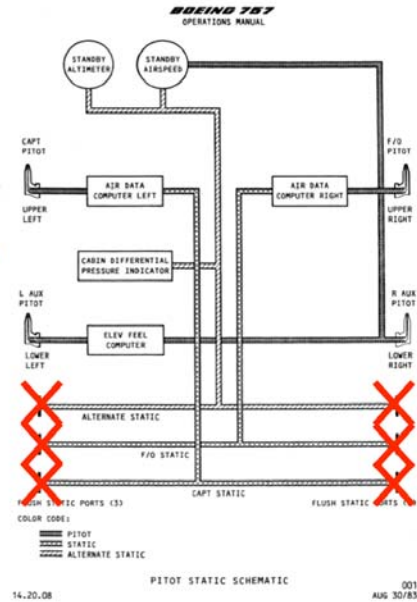 BOEING 757
OPERATIONS MANUAL
STANDBY
ALTIMETER
STANDBY
AIRSPEED
CAPT
PITOT
F/O
PITOT
AIR DATA
COMPUTER LEFT
AIR DATA
COMPUTER RIGHT
UPPER
LEFT
UPPER
RIGHT
CABIN DIFFERENTIAL
PRESSURE INDICATOR
L AUX
PITOT
R AUX
PITOT
ELEV FEEL
COMPUTER
LOWER
LEFT
LOWER
RIGHT
ALTERNATE STATIC
F/O STATIC
CAPT STATIC
FLUSH STATIC PORTS (3)
FLUSH STATIC PORTS
COLOR CODE:
PITOT
STATIC
ALTERNATE STATIC
PITOT STATIC SCHEMATIC
001
14.20.08
AUG 30/83